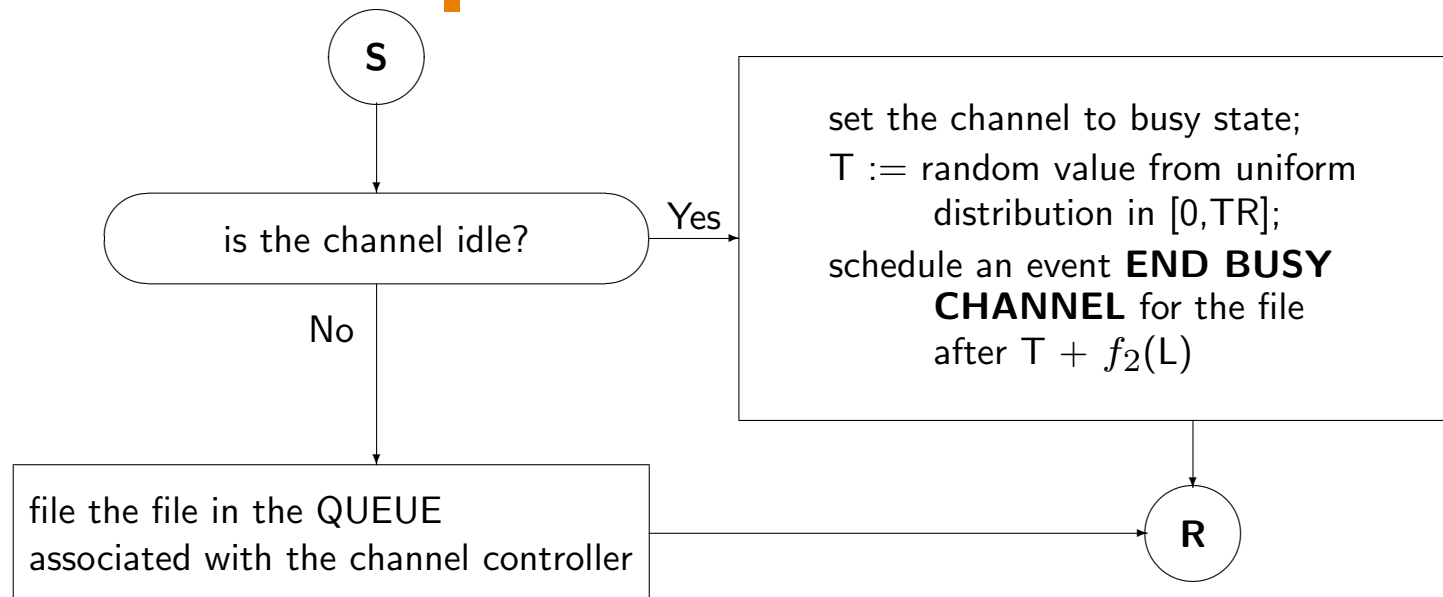 S
is the channel idle?
Yes
set the channel to busy state;
T := random value from uniform
distribution in [0,TR];
schedule an event END BUSY
CHANNEL for the file
after T + f₂(L)
No
file the file in the QUEUE
associated with the channel controller
R